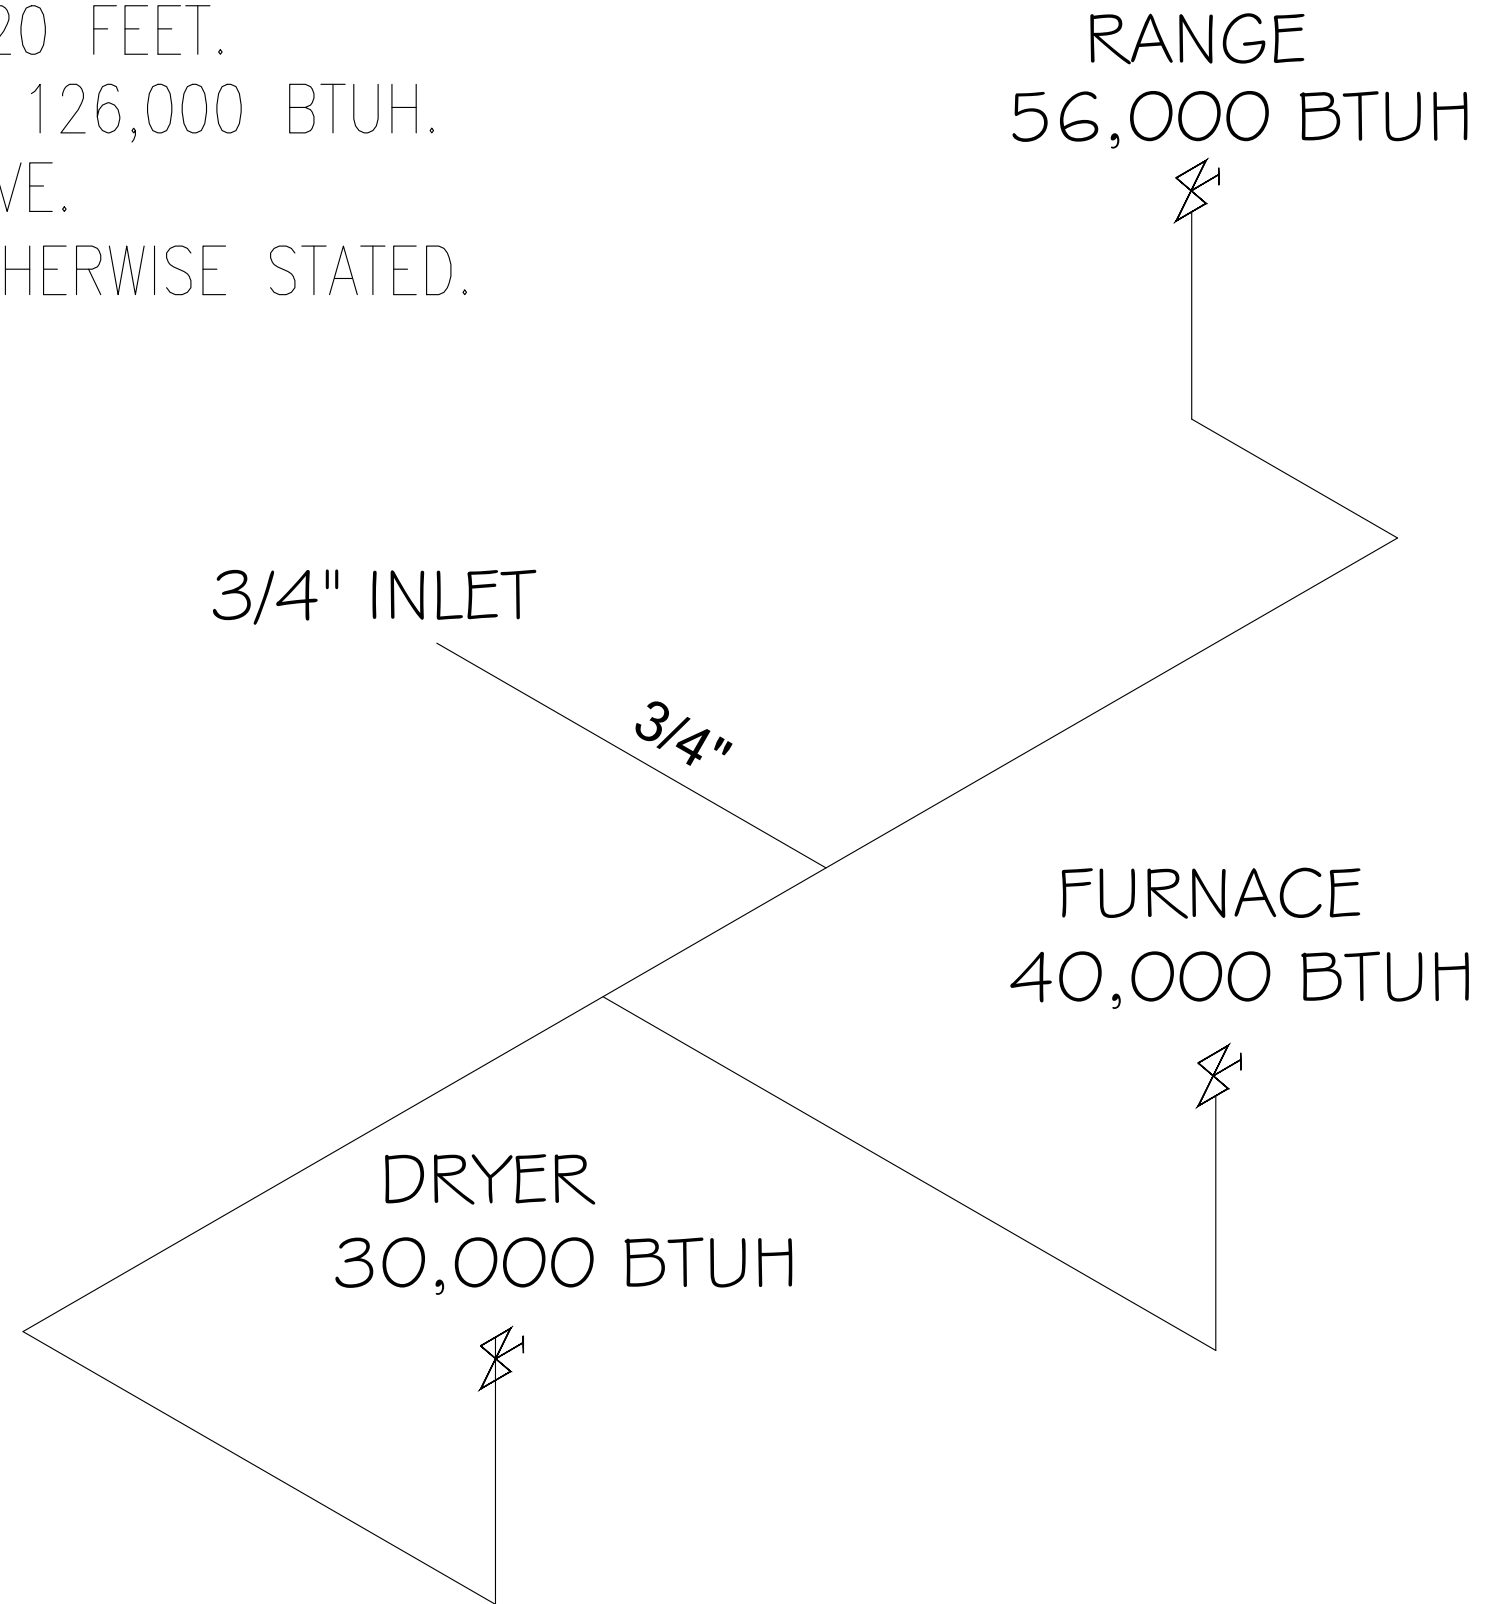 20 FEET.
126,000 BTUH.
VE.
HERWISE STATED.
RANGE
56,000 BTUH
3/4" INLET
3/4"
FURNACE
40,000 BTUH
DRYER
30,000 BTUH